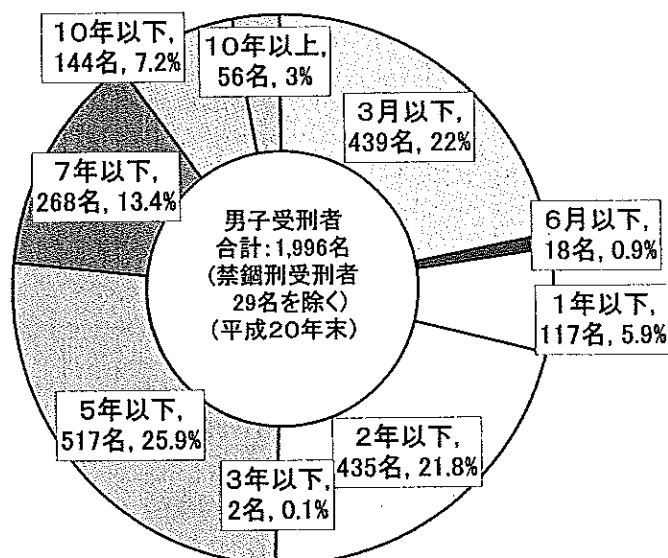 10年以下,
144名, 7.2%
10年以上,
56名, 3%
3月以下,
439名, 22%
7年以下,
268名, 13.4%
男子受刑者
合計:1,996名
(禁錮刑受刑者
29名を除く)
(平成20年末)
6月以下,
18名, 0.9%
1年以下,
117名, 5.9%
5年以下,
517名, 25.9%
2年以下,
435名, 21.8%
3年以下,
2名, 0.1%